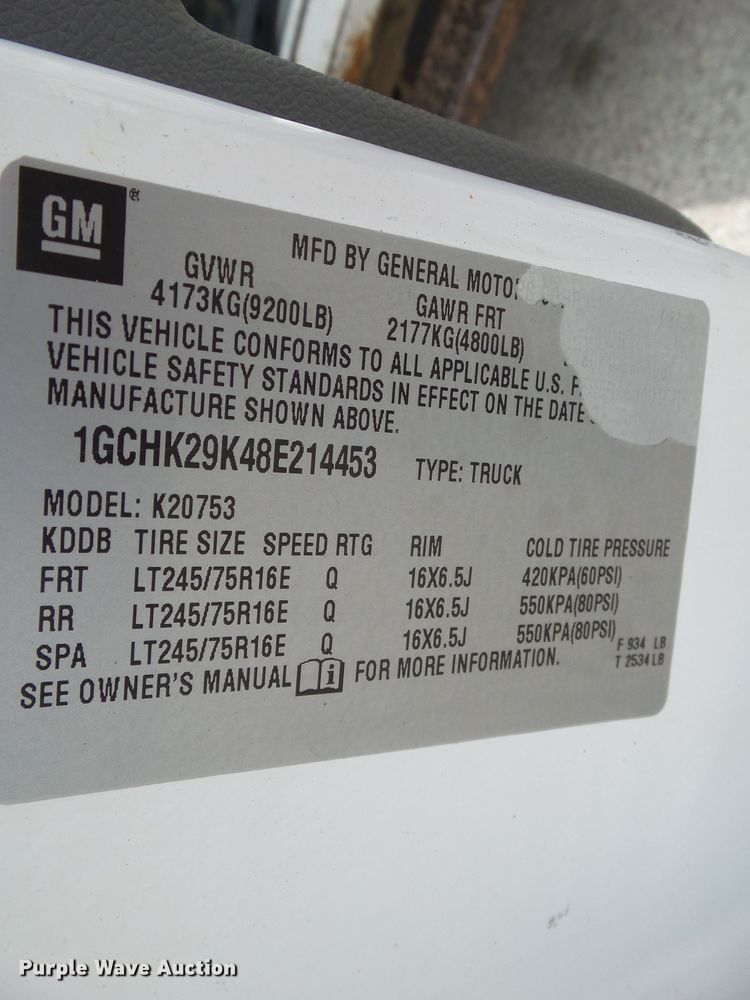 GM ®
MFD BY GENERAL MOTORS
GVWR
4173KG(9200LB)
GAWR FRT
2177KG(4800LB)
THIS VEHICLE CONFORMS TO ALL APPLICABLE U.S.
VEHICLE SAFETY STANDARDS IN EFFECT ON THE DATE
MANUFACTURE SHOWN ABOVE.
1GCHK29K48E214453 TYPE: TRUCK
MODEL: K20753
KDDB TIRE SIZE SPEED RTG RIM COLD TIRE PRESSURE
FRT LT245/75R16E Q 16X6.5J 420KPA(60PSI)
RR LT245/75R16E Q 16X6.5J 550KPA(80PSI)
SPA LT245/75R16E Q 16X6.5J 550KPA(80PSI)
F 934 LB
T 2534 LB
SEE OWNER'S MANUAL i FOR MORE INFORMATION.
Purple Wave Auction